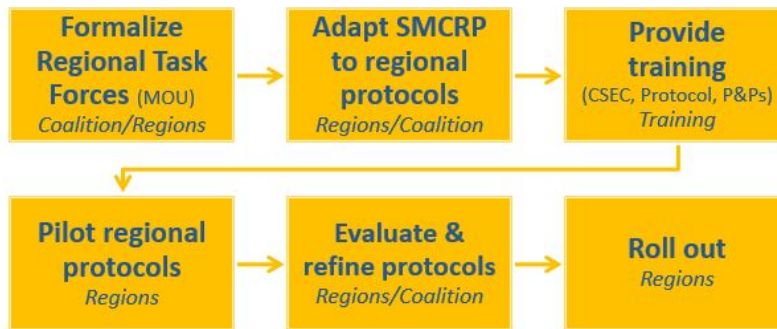 Formalize
Regional Task
Forces (MOU)
Coalition/Regions
Adapt SMCRP
to regional
protocols
Regions/Coalition
Provide
training
(CSEC, Protocol, P&Ps)
Training
Pilot regional
protocols
Regions
Evaluate &
refine protocols
Regions/Coalition
Roll out
Regions